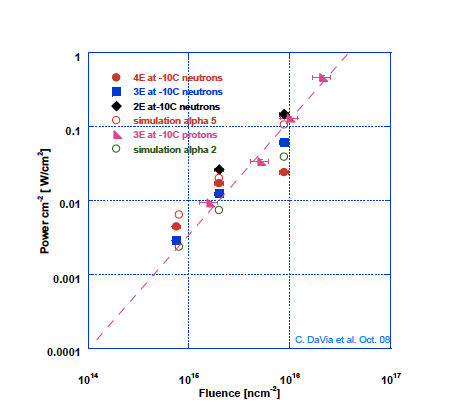 1
0.1
0.01
0.001
0.0001
Power cm⁻² [ W/cm²]
4E at -10C neutrons
3E at -10C neutrons
2E at-10C neutrons
simulation alpha 5
3E at -10C protons
simulation alpha 2
C. DaVia et al. Oct. 08
10¹⁴
10¹⁵
10¹⁶
10¹⁷
Fluence [ncm⁻²]